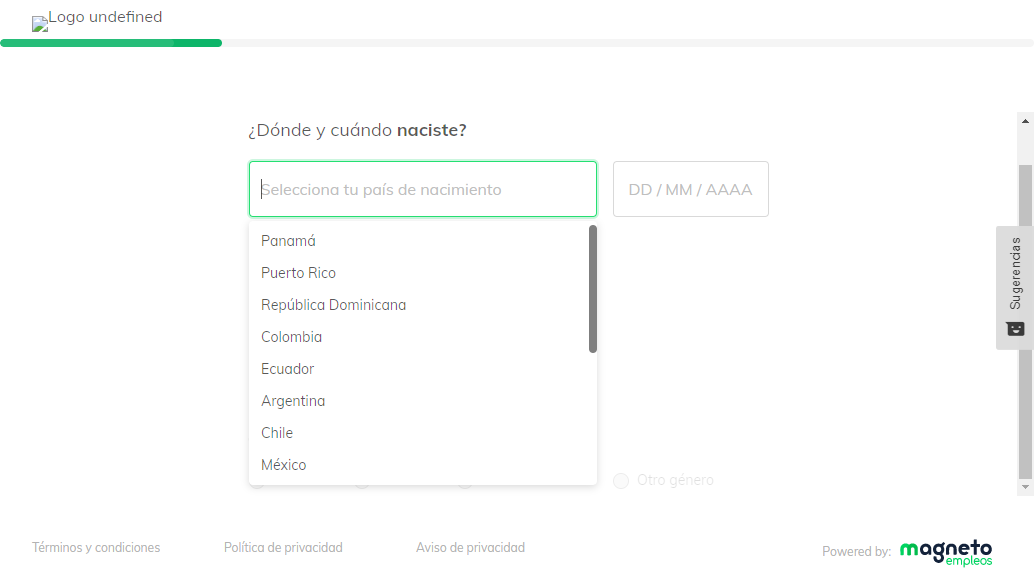 Logo undefined
¿Dónde y cuándo naciste?
Selecciona tu país de nacimiento
DD / MM / AAAA
Panamá
Puerto Rico
República Dominicana
Colombia
Ecuador
Argentina
Chile
México
Otro género
Sugerencias
Términos y condiciones
Política de privacidad
Aviso de privacidad
Powered by:
magneto
empleos